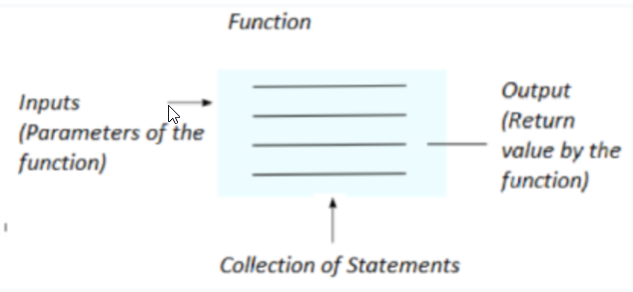 Function
Inputs
(Parameters of the
function)
Output
(Return
value by the
function)
Collection of Statements